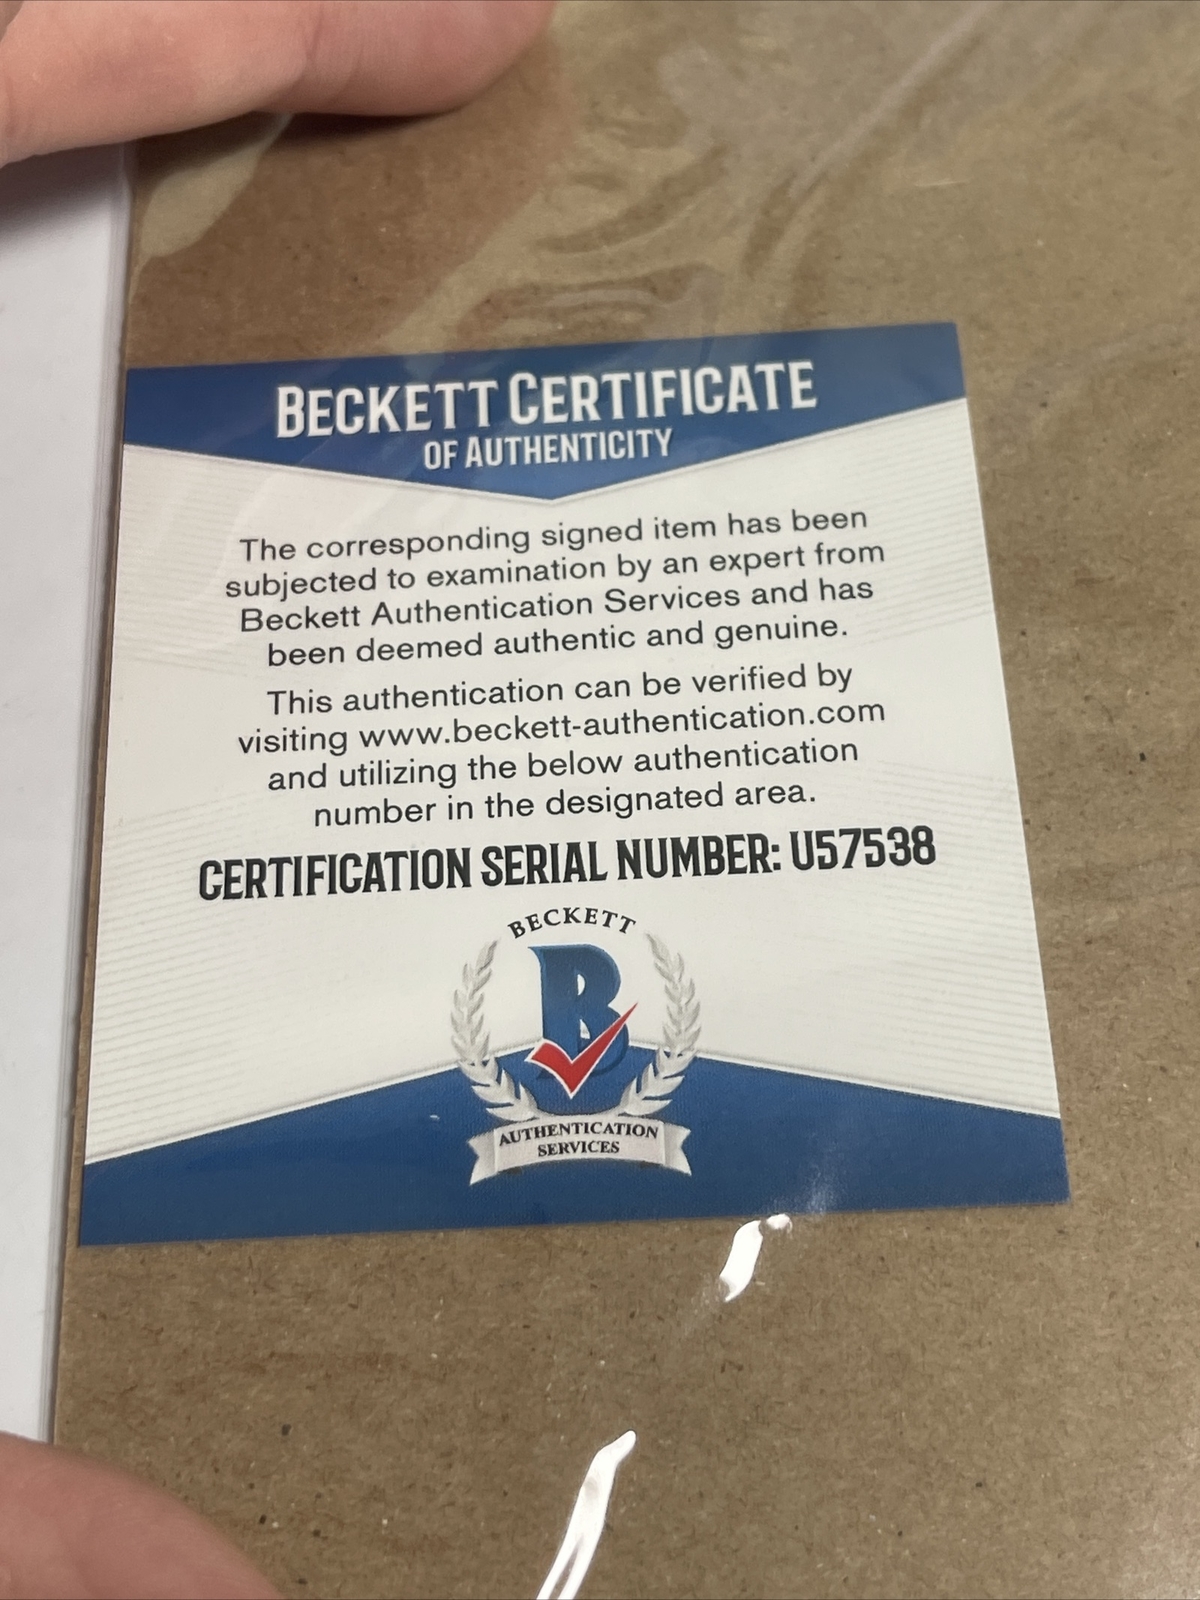 BECKETT CERTIFICATE
OF AUTHENTICITY
The corresponding signed item has been
subjected to examination by an expert from
Beckett Authentication Services and has
been deemed authentic and genuine.
This authentication can be verified by
visiting www.beckett-authentication.com
and utilizing the below authentication
number in the designated area.
CERTIFICATION SERIAL NUMBER: U57538
BECKETT
B
AUTHENTICATION
SERVICES